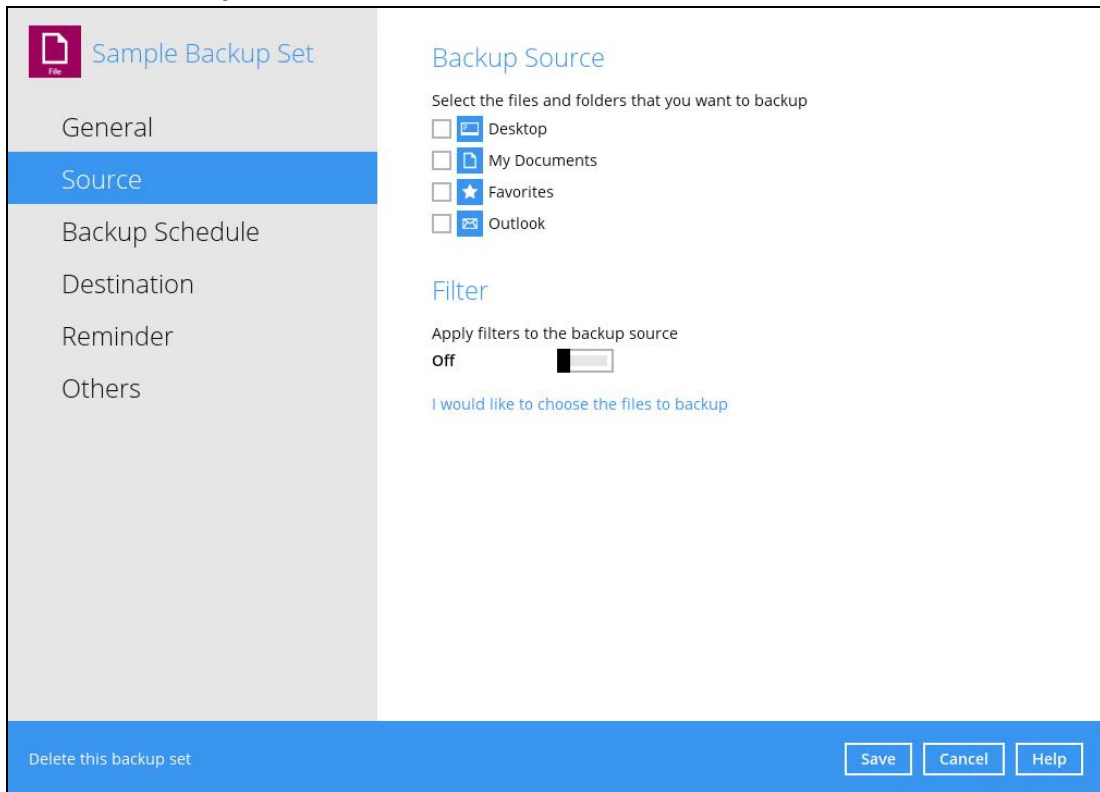 File
Sample Backup Set
General
Source
Backup Schedule
Destination
Reminder
Others
Backup Source
Select the files and folders that you want to backup
Desktop
My Documents
Favorites
Outlook
Filter
Apply filters to the backup source
Off
I would like to choose the files to backup
Delete this backup set
Save
Cancel
Help